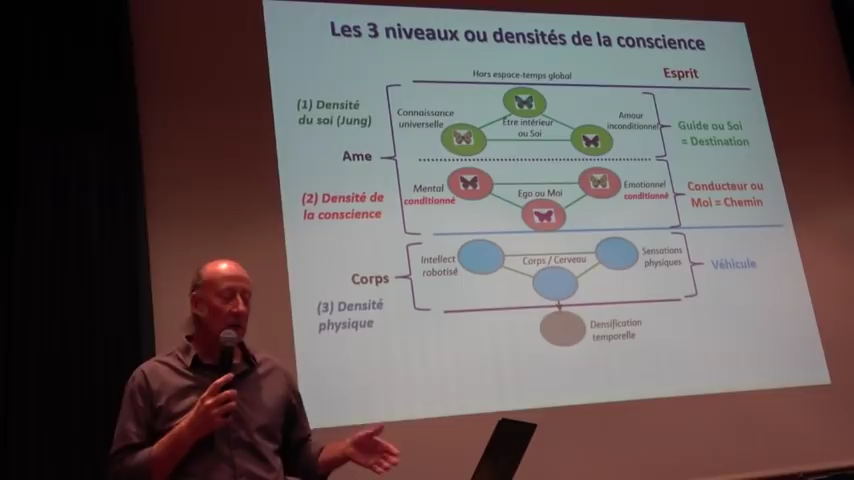 Les 3 niveaux ou densités de la conscience
Hors espace-temps global
Esprit
(1) Densité
du soi (Jung)
Connaissance
universelle
Etre intérieur
ou Soi
Amour
inconditionnel
Guide ou Soi
= Destination
Ame
(2) Densité de
la conscience
Mental
conditionné
Ego ou Moi
Emotionnel
conditionné
Conducteur ou
Moi = Chemin
Corps
Intellect
robotisé
Corps / Cerveau
Sensations
physiques
Véhicule
(3) Densité
physique
Densification
temporelle